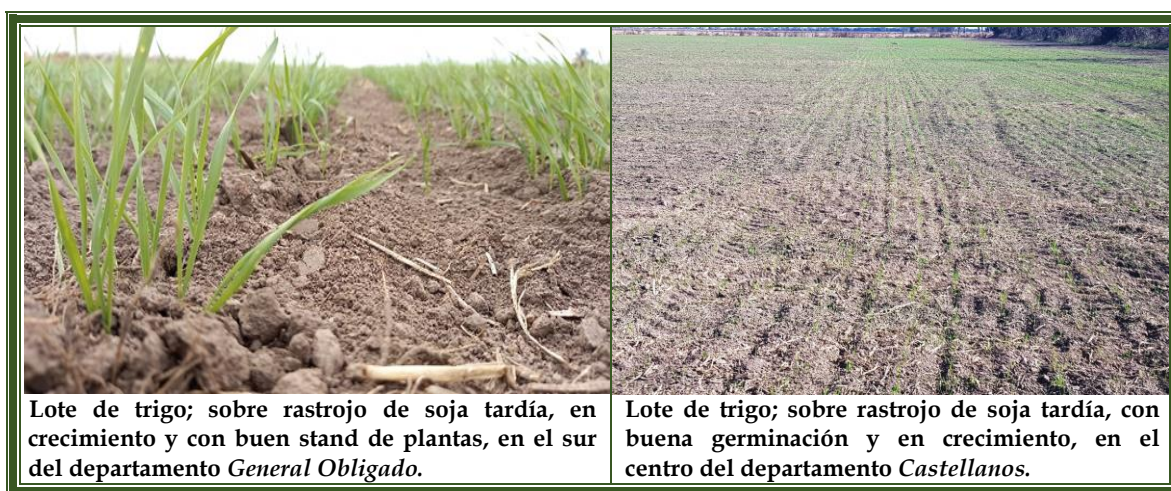 Lote de trigo; sobre rastrojo de soja tardía, en
crecimiento y con buen stand de plantas, en el sur
del departamento General Obligado.
Lote de trigo; sobre rastrojo de soja tardía, con
buena germinación y en crecimiento, en el
centro del departamento Castellanos.